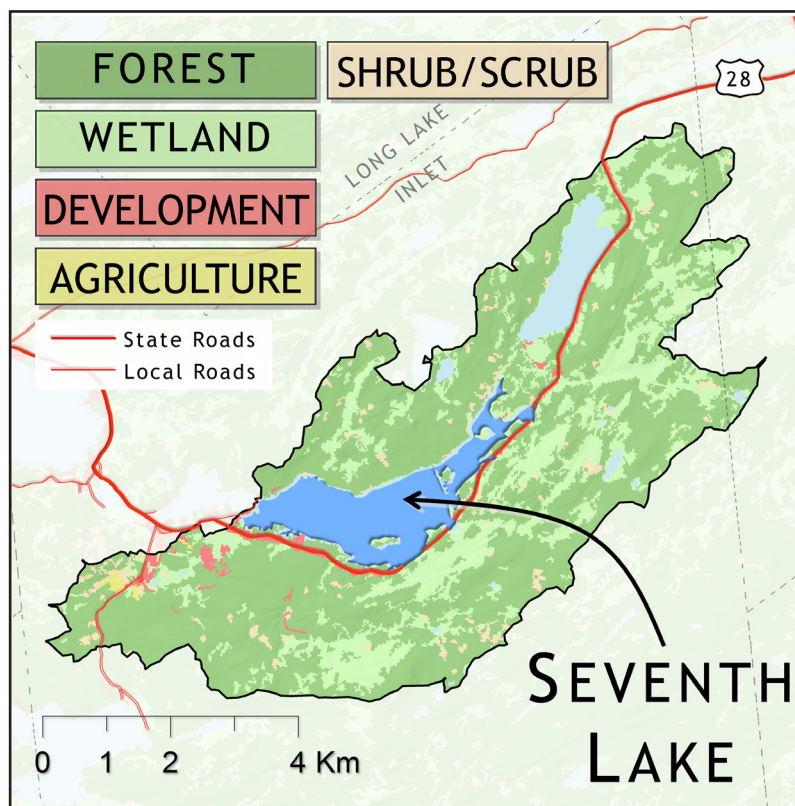 FOREST
SHRUB/SCRUB
28
WETLAND
LONG LAKE
INLET
DEVELOPMENT
AGRICULTURE
State Roads
Local Roads
SEVENTH
LAKE
0 1 2 4 Km